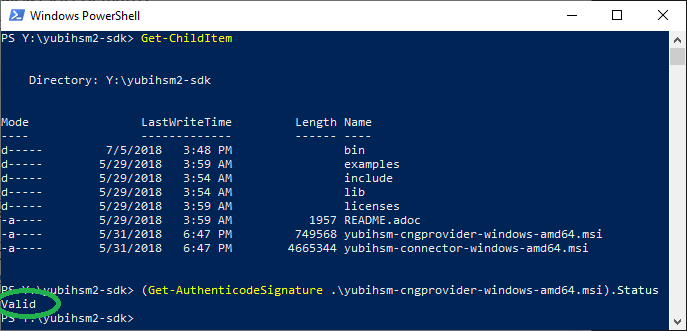 Windows PowerShell
PS Y:\yubihsm2-sdk> Get-ChildItem
Directory: Y:\yubihsm2-sdk
Mode LastWriteTime Length Name
---- ------------- ------ ----
d----- 7/5/2018 3:48 PM bin
d----- 5/29/2018 3:59 AM examples
d----- 5/29/2018 3:54 AM include
d----- 5/29/2018 3:54 AM lib
d----- 5/29/2018 3:59 AM licenses
-a---- 5/29/2018 3:59 AM 1957 README.adoc
-a---- 5/31/2018 6:47 PM 749568 yubihsm-cngprovider-windows-amd64.msi
-a---- 5/31/2018 6:47 PM 4665344 yubihsm-connector-windows-amd64.msi
PS Y:\yubihsm2-sdk> (Get-AuthenticodeSignature .\yubihsm-cngprovider-windows-amd64.msi).Status
Valid
PS Y:\yubihsm2-sdk>